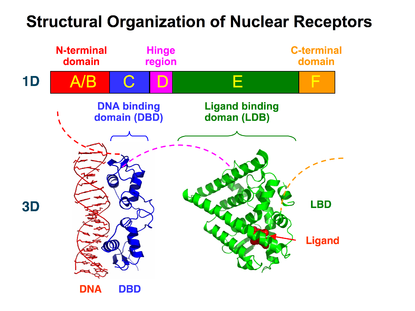 Structural Organization of Nuclear Receptors
N-terminal
domain
Hinge
region
C-terminal
domain
1D
A/B
C
D
E
F
DNA binding
domain (DBD)
Ligand binding
domain (LDB)
3D
LBD
Ligand
DNA
DBD